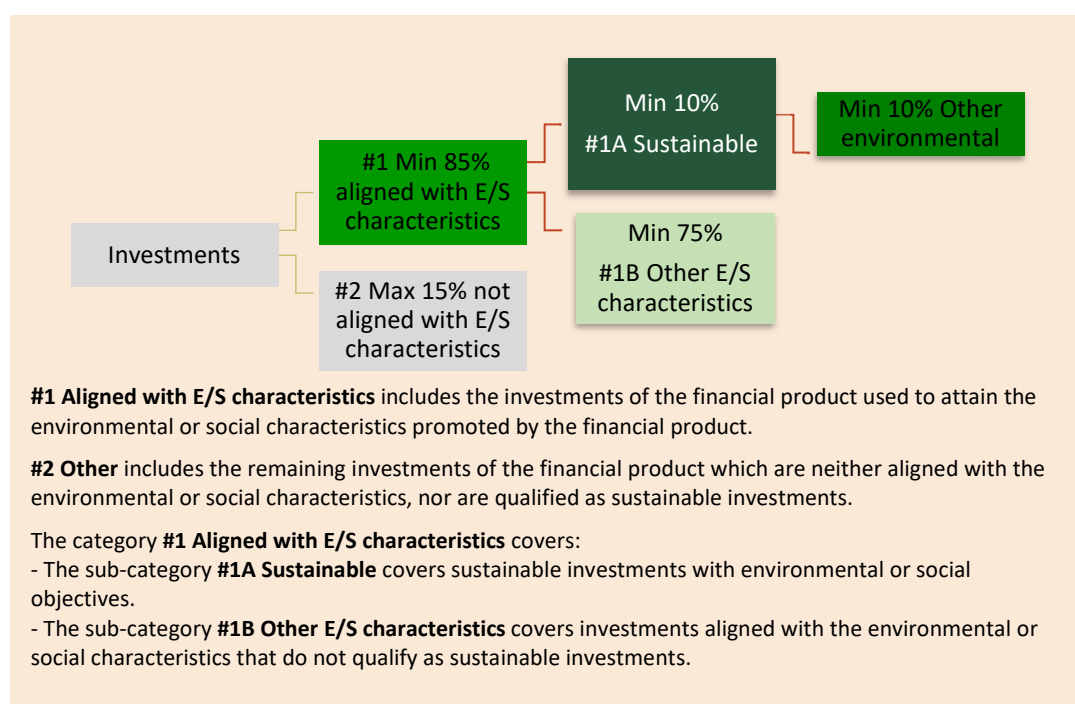 Investments
#1 Min 85%
aligned with E/S
characteristics
#2 Max 15% not
aligned with E/S
characteristics
Min 10%
#1A Sustainable
Min 75%
#1B Other E/S
characteristics
Min 10% Other
environmental
#1 Aligned with E/S characteristics includes the investments of the financial product used to attain the
environmental or social characteristics promoted by the financial product.
#2 Other includes the remaining investments of the financial product which are neither aligned with the
environmental or social characteristics, nor are qualified as sustainable investments.
The category #1 Aligned with E/S characteristics covers:
- The sub-category #1A Sustainable covers sustainable investments with environmental or social
objectives.
- The sub-category #1B Other E/S characteristics covers investments aligned with the environmental or
social characteristics that do not qualify as sustainable investments.